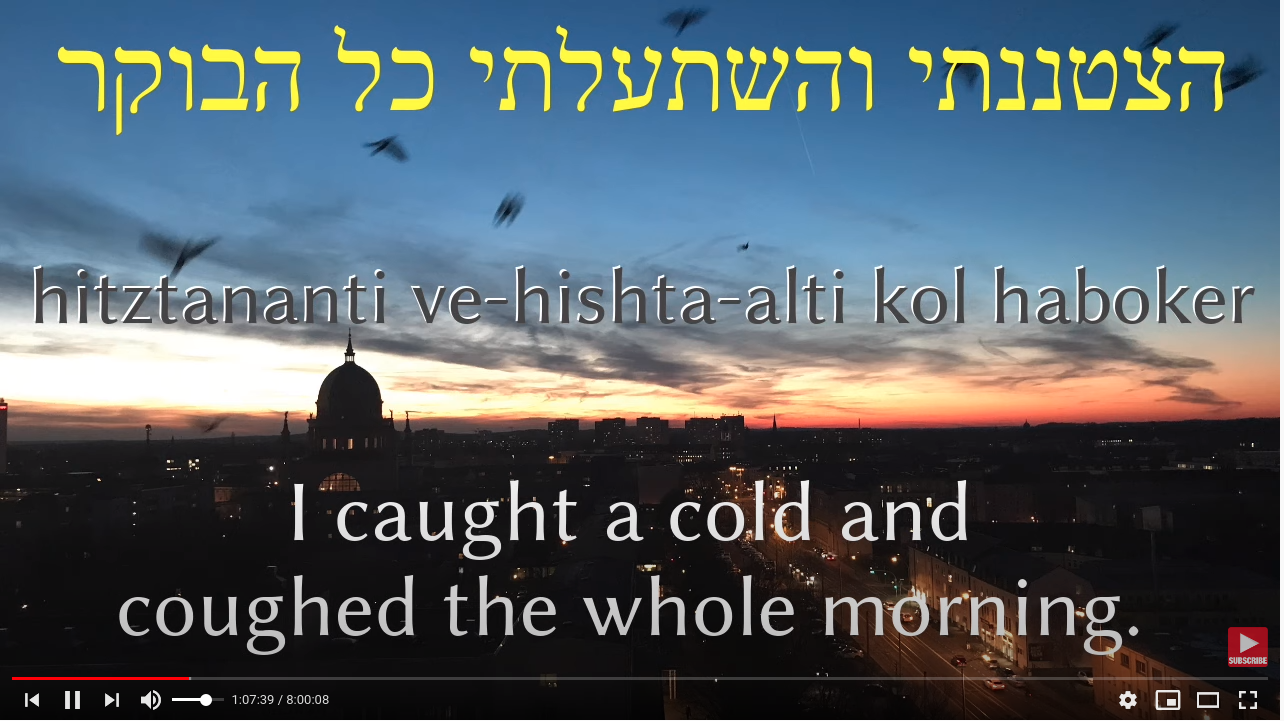 הצטננתי והשתעלתי כל הבוקר
hitztananti ve-hishta-alti kol haboker
I caught a cold and
coughed the whole morning.
SUBSCRIBE
1:07:39 / 8:00:08